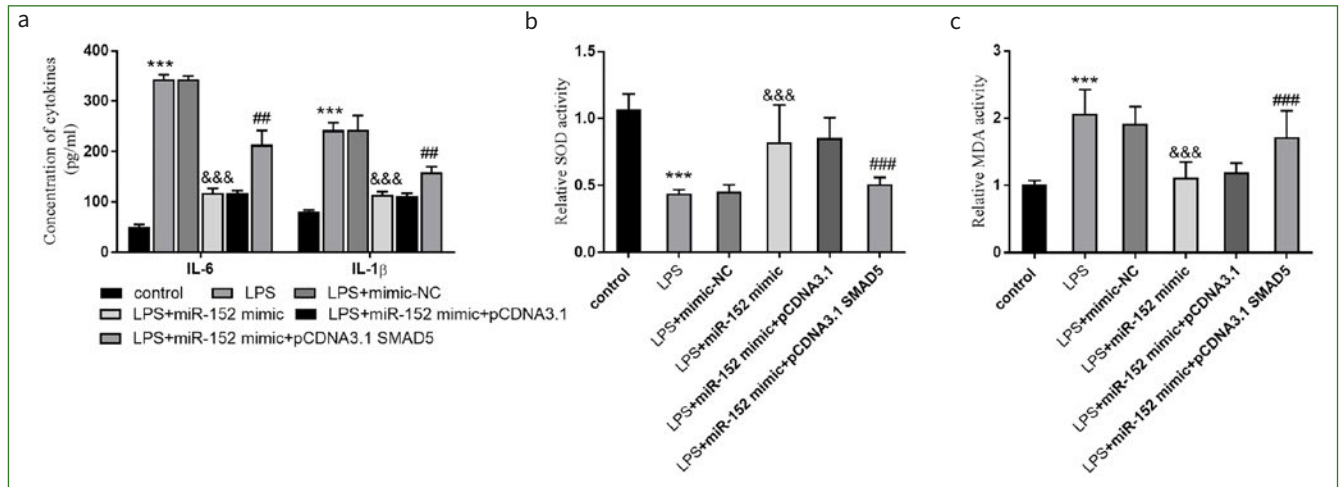 a
Concentration of cytokines
(pg/ml)
400
300
200
100
0
***
&&&
##
***
&&&
##
IL-6
IL-1β
control
LPS
LPS+mimic-NC
LPS+miR-152 mimic
LPS+miR-152 mimic+pCDNA3.1
LPS+miR-152 mimic+pCDNA3.1 SMAD5
b
Relative SOD activity
1.5
1.0
0.5
0.0
***
&&&
###
control
LPS
LPS+mimic-NC
LPS+miR-152 mimic
LPS+miR-152 mimic+pCDNA3.1
LPS+miR-152 mimic+pCDNA3.1 SMAD5
c
Relative MDA activity
3
2
1
0
***
&&&
###
control
LPS
LPS+mimic-NC
LPS+miR-152 mimic
LPS+miR-152 mimic+pCDNA3.1
LPS+miR-152 mimic+pCDNA3.1 SMAD5